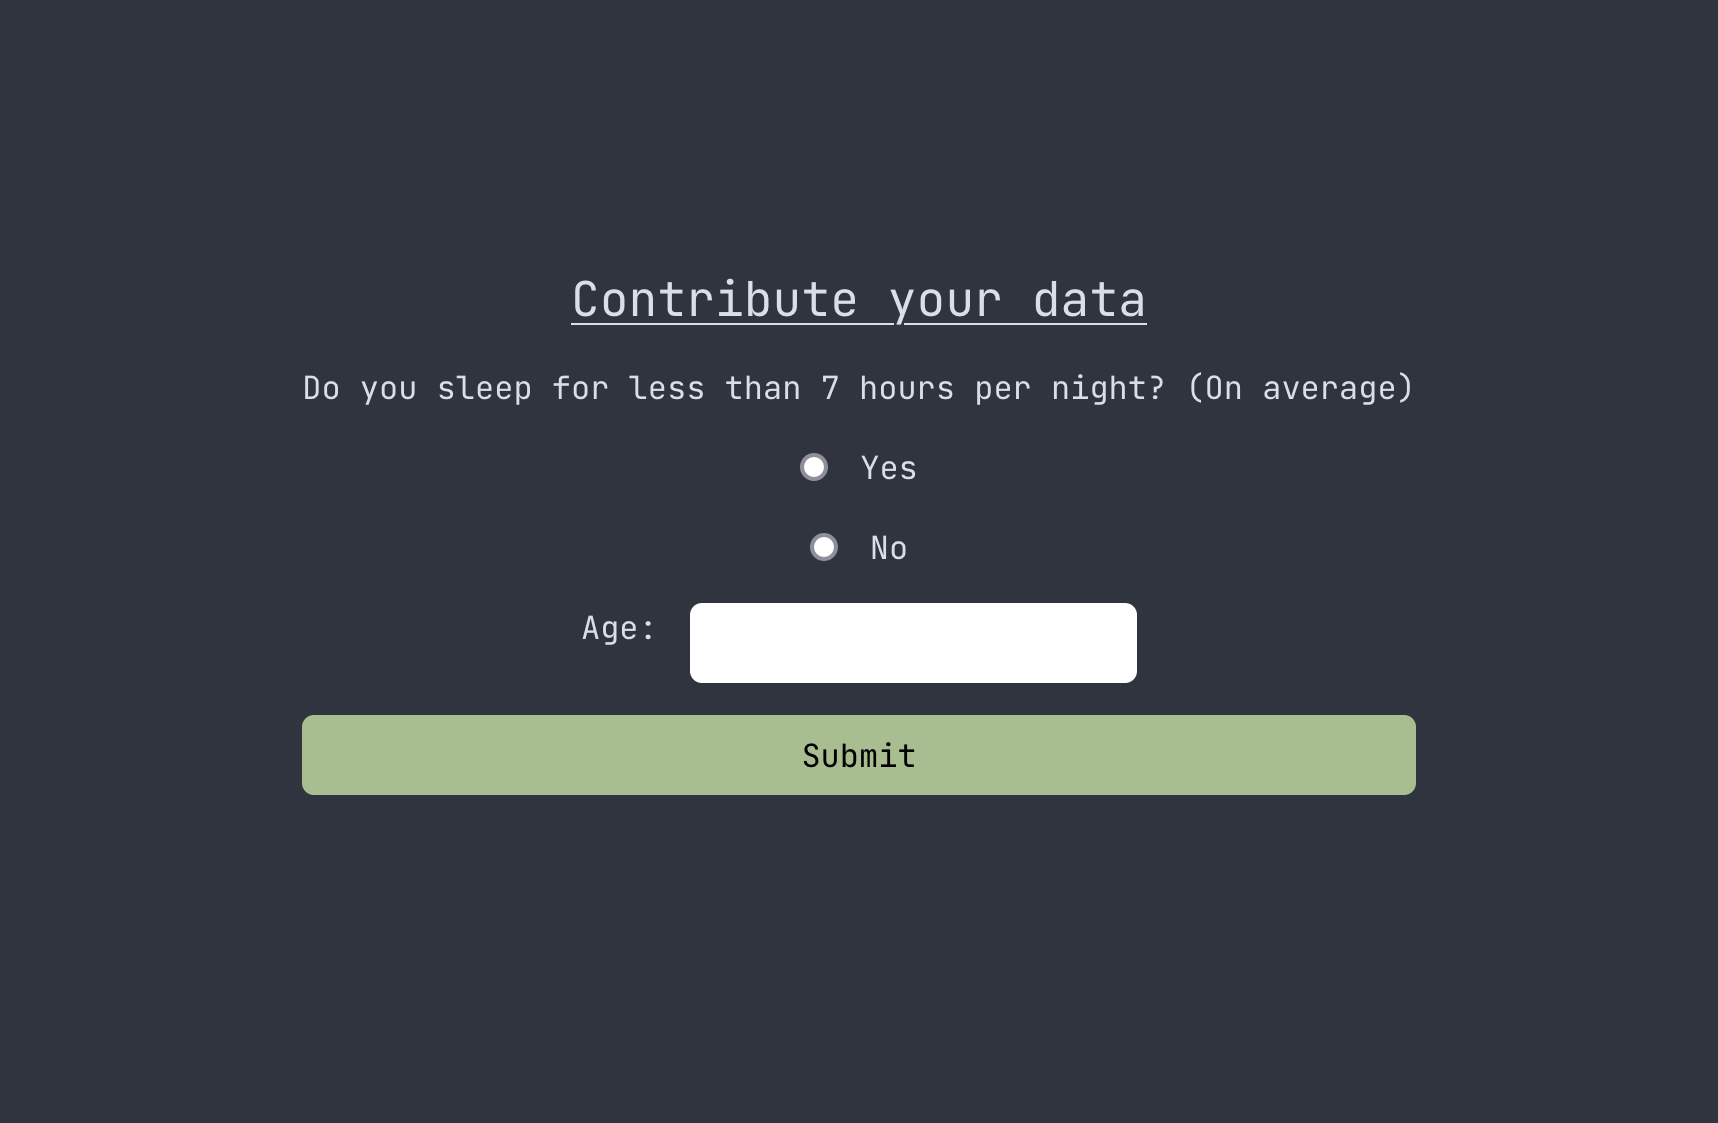 Contribute your data
Do you sleep for less than 7 hours per night? (On average)
Yes
No
Age:
Submit